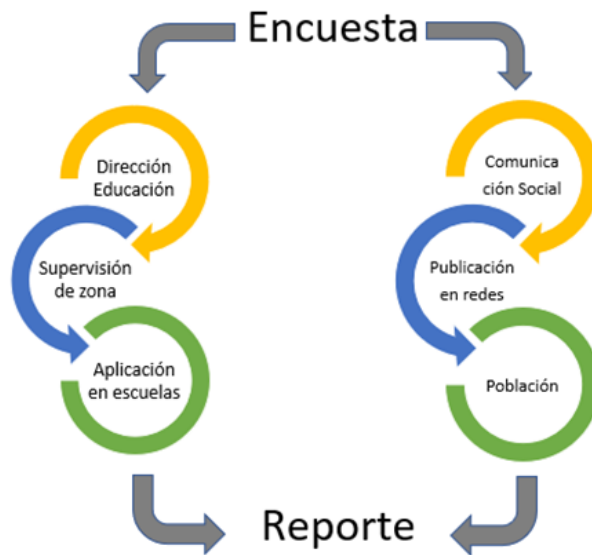 Encuesta
Dirección
Educación
Supervisión
de zona
Aplicación
en escuelas
Comunica
ción Social
Publicación
en redes
Población
Reporte